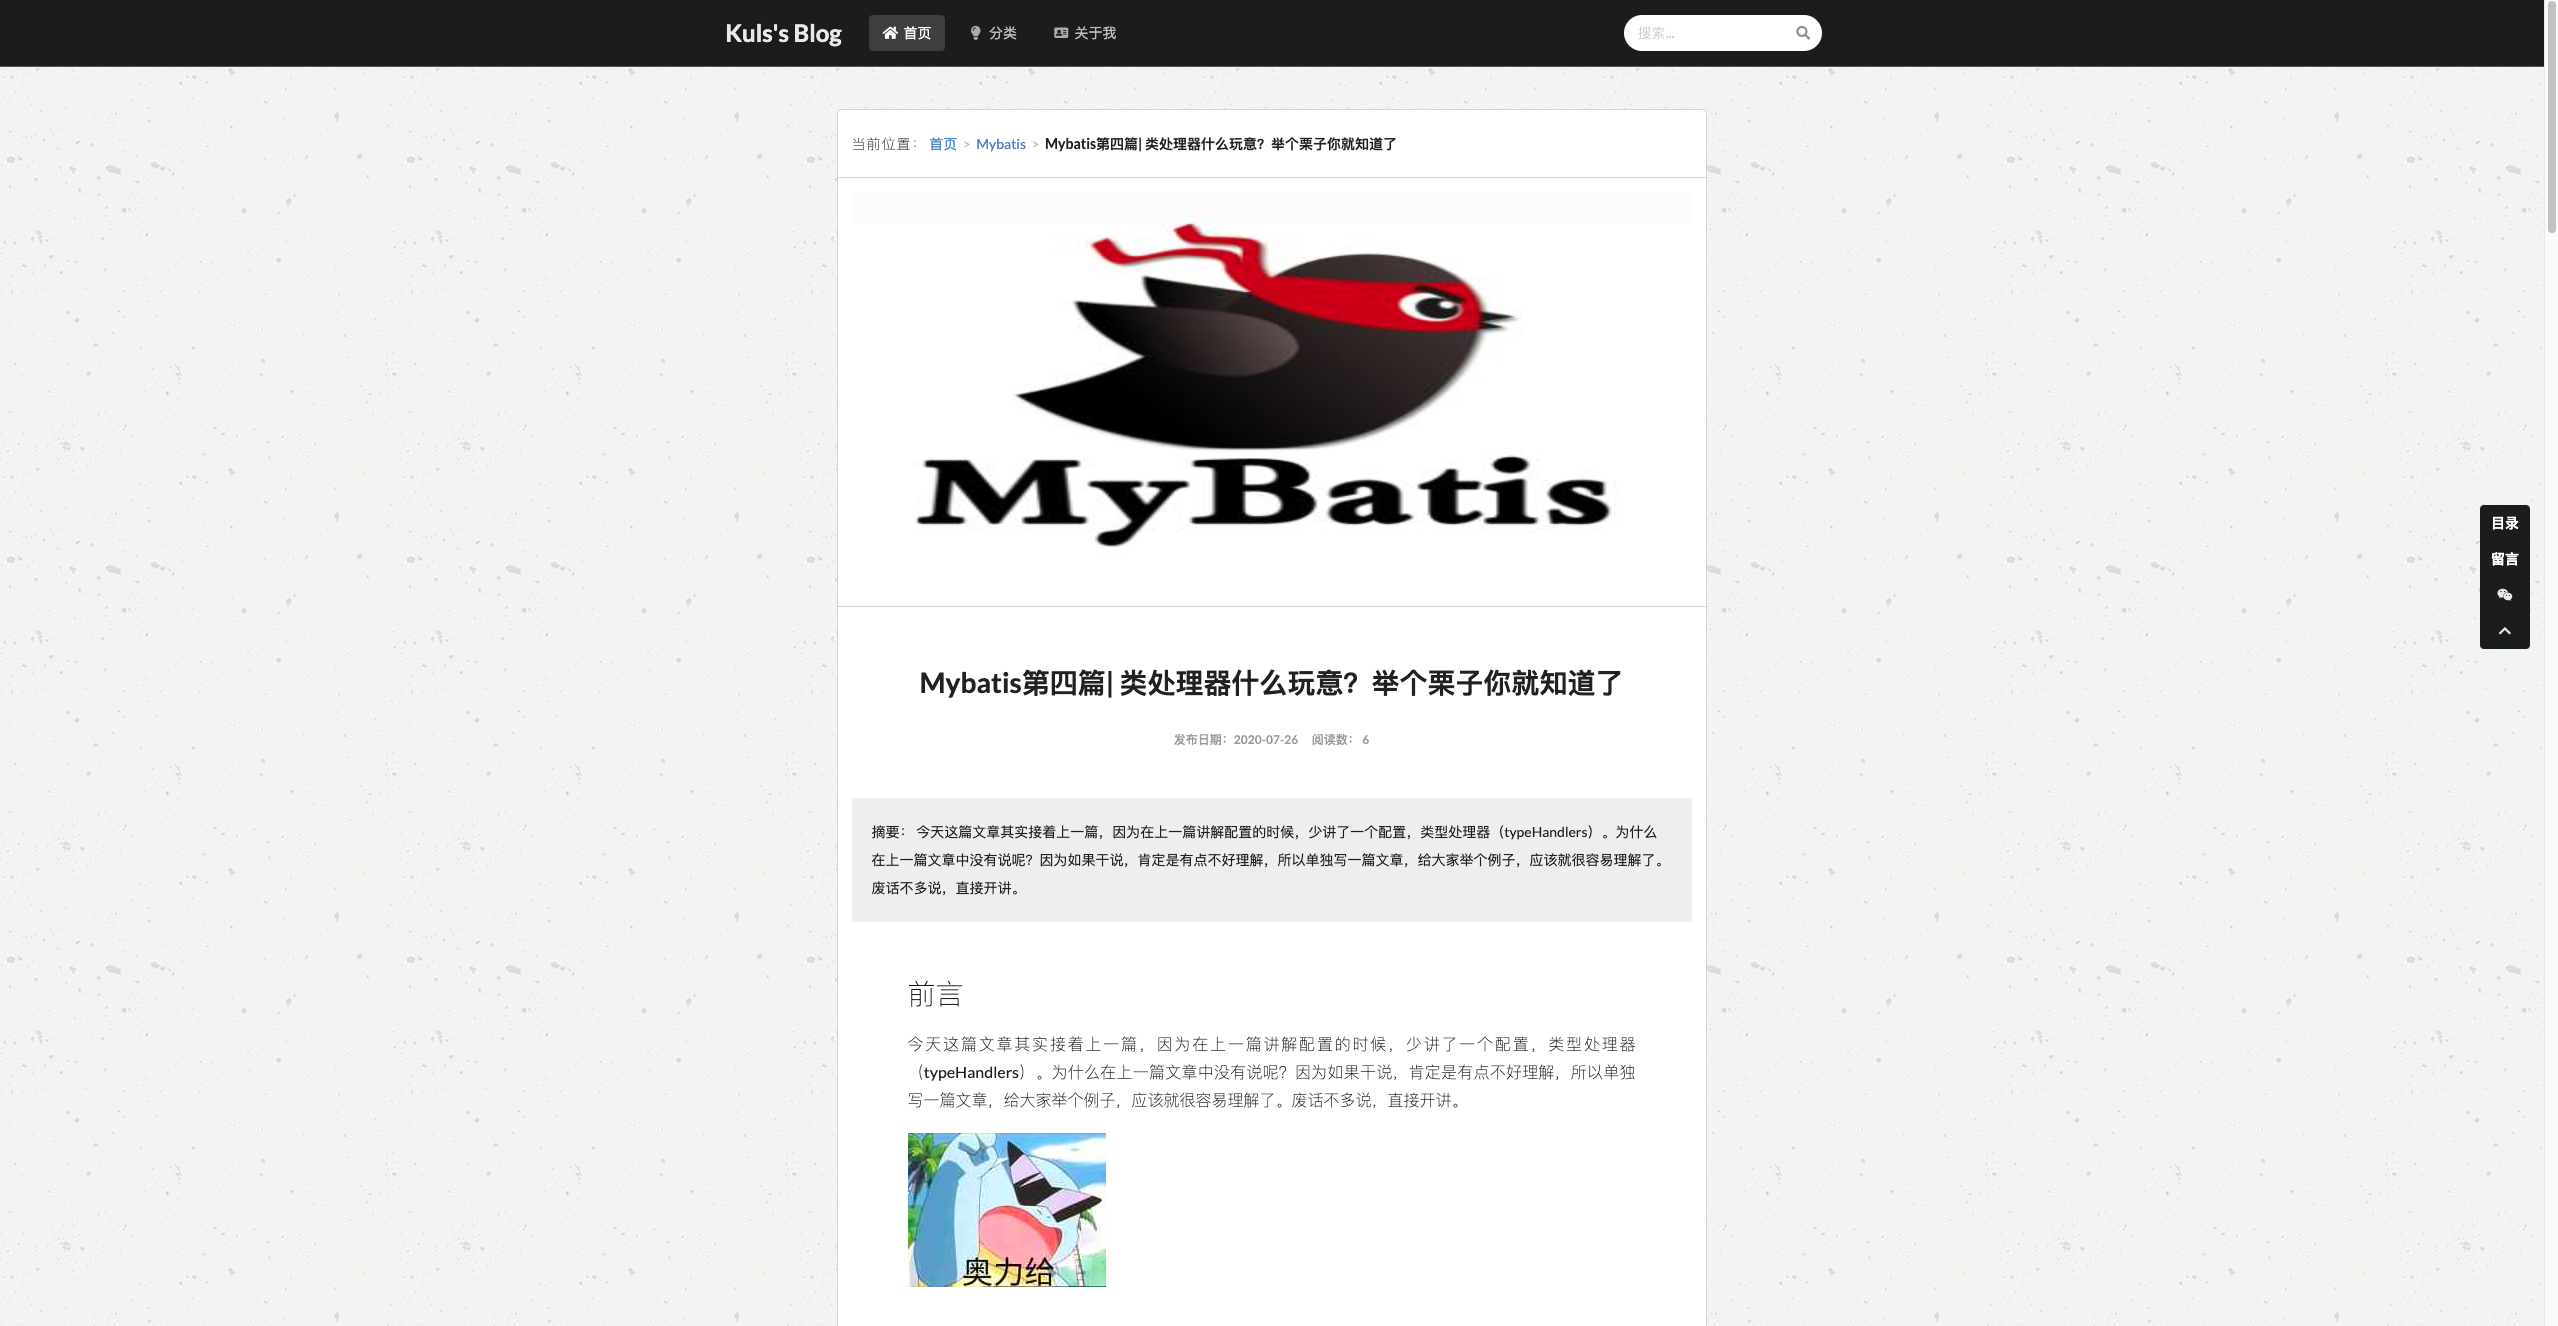 Kuls's Blog
首页
分类
关于我
搜索...
当前位置： 首页 > Mybatis > Mybatis第四篇| 类处理器什么玩意？举个栗子你就知道了
MyBatis
目录
留言
Mybatis第四篇| 类处理器什么玩意？举个栗子你就知道了
发布日期：2020-07-26 阅读数： 6
摘要： 今天这篇文章其实接着上一篇，因为在上一篇讲解配置的时候，少讲了一个配置，类型处理器（typeHandlers）。为什么
在上一篇文章中没有说呢？因为如果干说，肯定是有点不好理解，所以单独写一篇文章，给大家举个例子，应该就很容易理解了。
废话不多说，直接开讲。
前言
今天这篇文章其实接着上一篇，因为在上一篇讲解配置的时候，少讲了一个配置，类型处理器
（typeHandlers）。为什么在上一篇文章中没有说呢？因为如果干说，肯定是有点不好理解，所以单独
写一篇文章，给大家举个例子，应该就很容易理解了。废话不多说，直接开讲。
奥力给